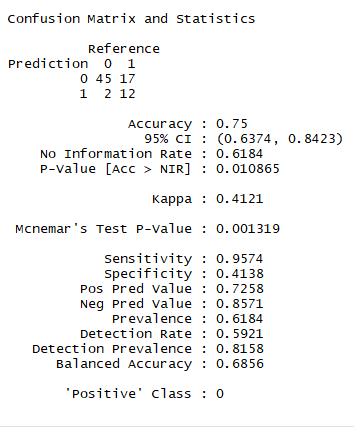 Confusion Matrix and Statistics
Reference
Prediction 0 1
0 45 17
1 2 12
Accuracy : 0.75
95% CI : (0.6374, 0.8423)
No Information Rate : 0.6184
P-Value [Acc > NIR] : 0.010865
Kappa : 0.4121
Mcnemar's Test P-Value : 0.001319
Sensitivity : 0.9574
Specificity : 0.4138
Pos Pred Value : 0.7258
Neg Pred Value : 0.8571
Prevalence : 0.6184
Detection Rate : 0.5921
Detection Prevalence : 0.8158
Balanced Accuracy : 0.6856
'Positive' Class : 0